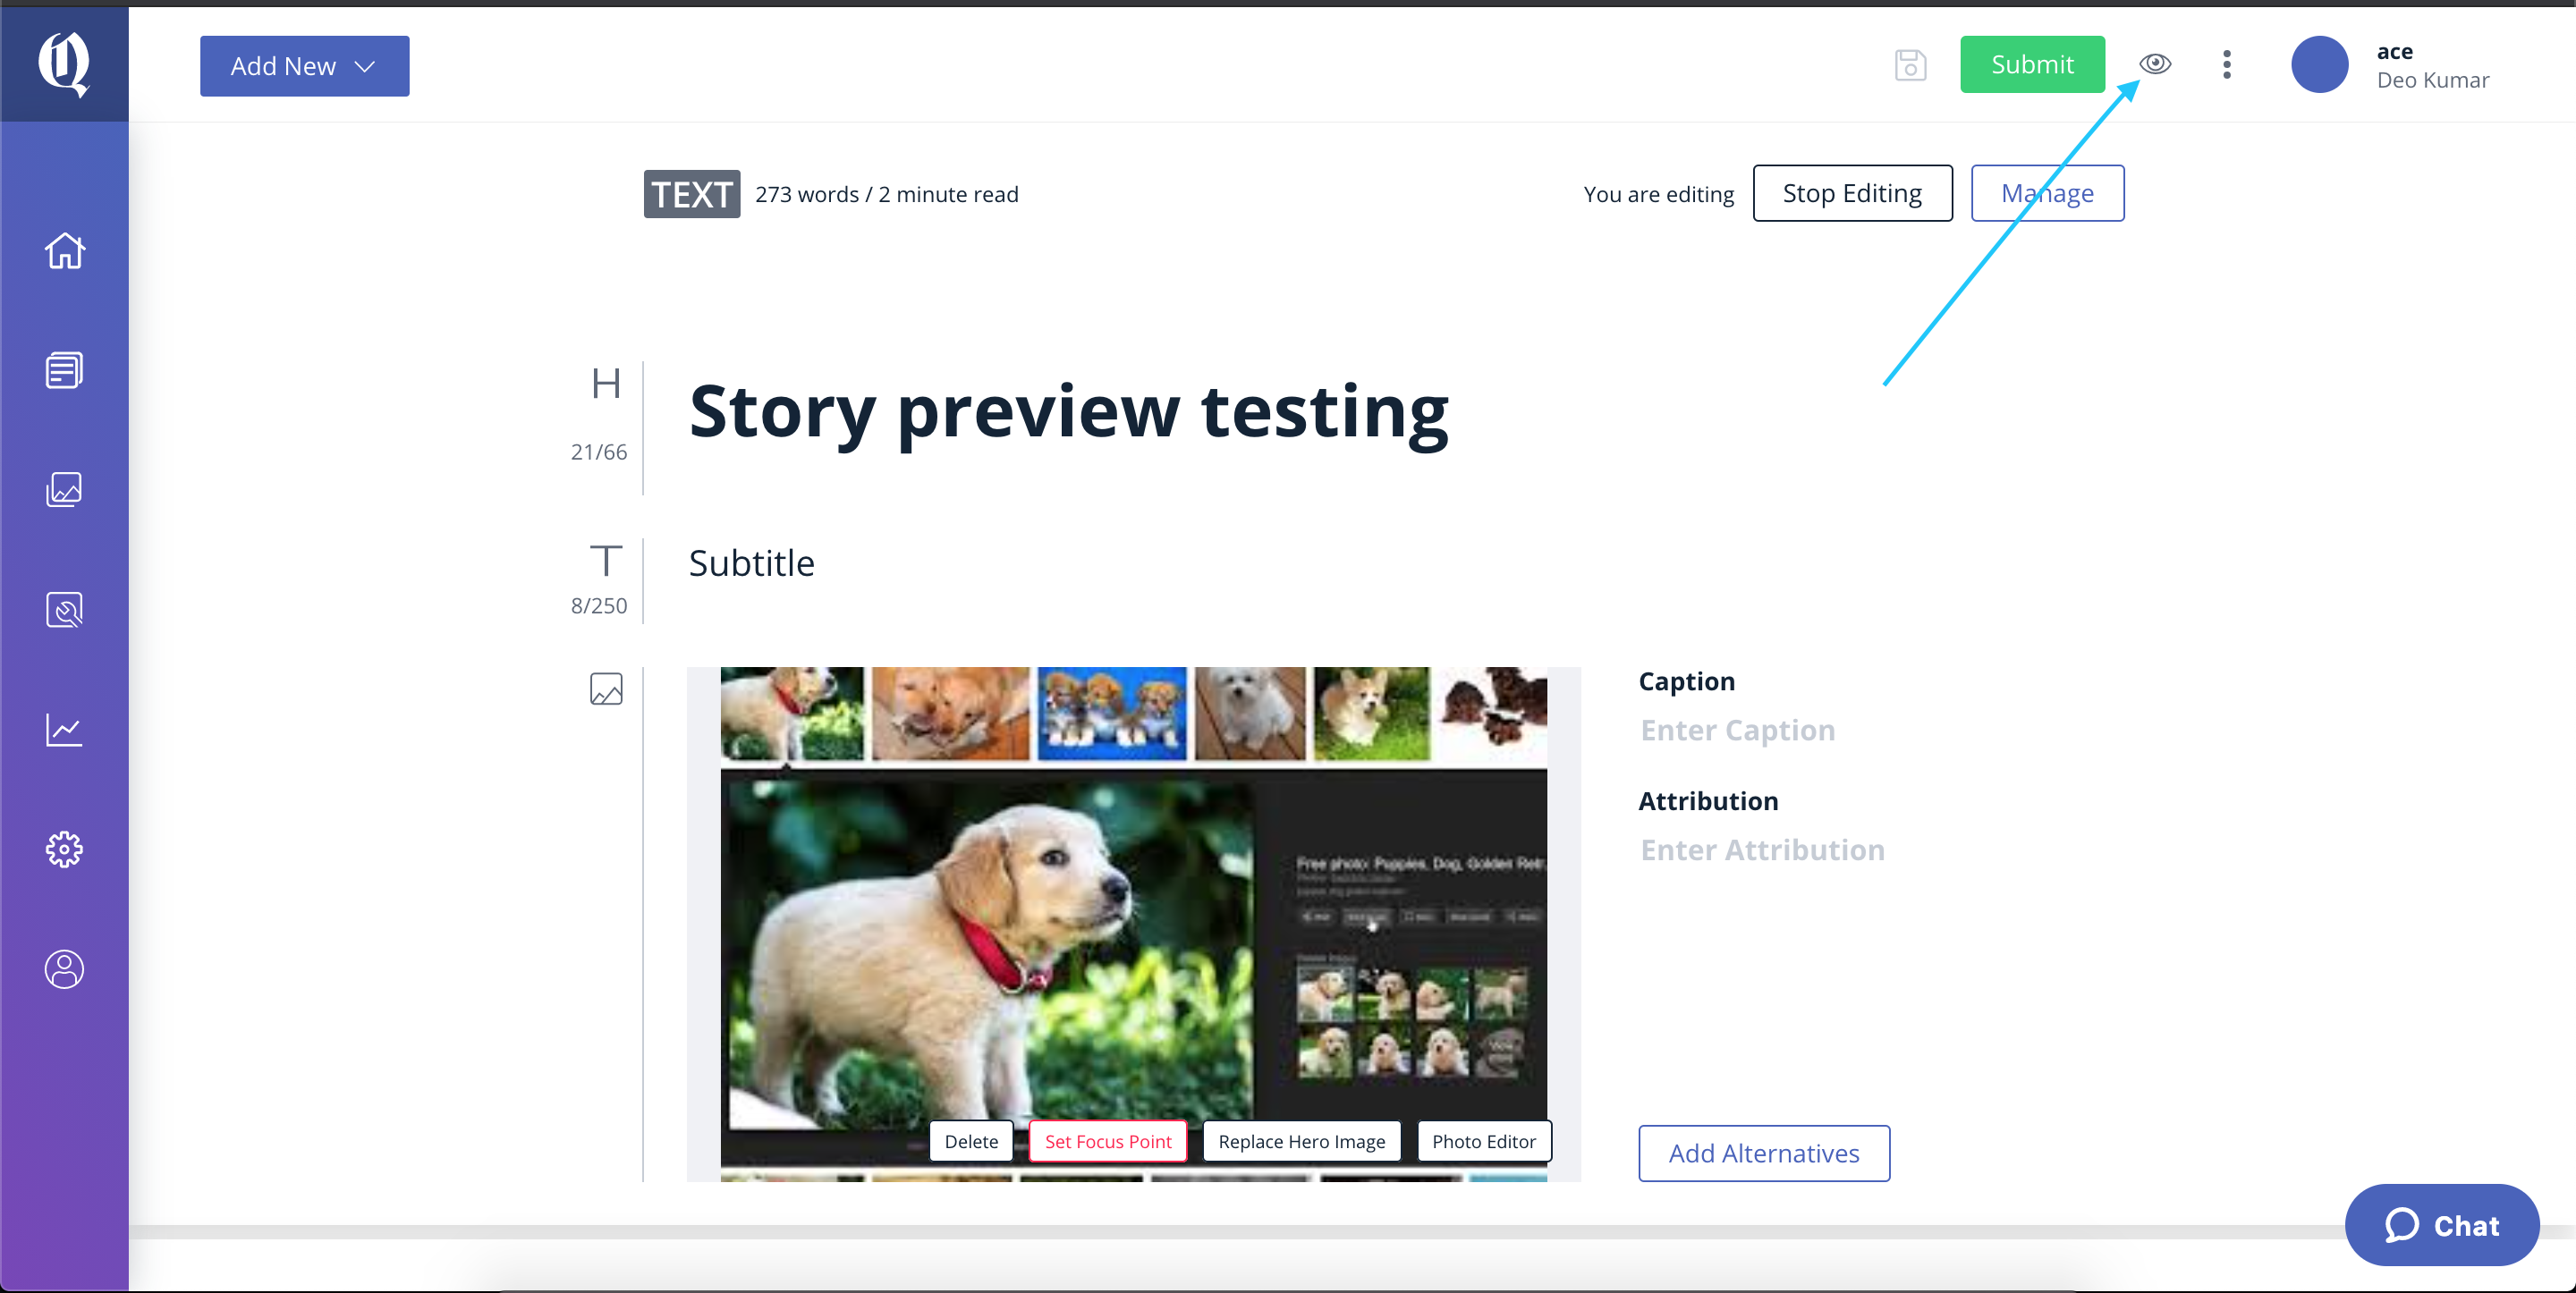 Add New
Submit
ace
Deo Kumar
TEXT 273 words / 2 minute read
You are editing
Stop Editing
Manage
H
21/66
Story preview testing
T
8/250
Subtitle
Caption
Enter Caption
Attribution
Enter Attribution
Free photo: Puppies, Dog, Golden Retr
Delete
Set Focus Point
Replace Hero Image
Photo Editor
Add Alternatives
Chat